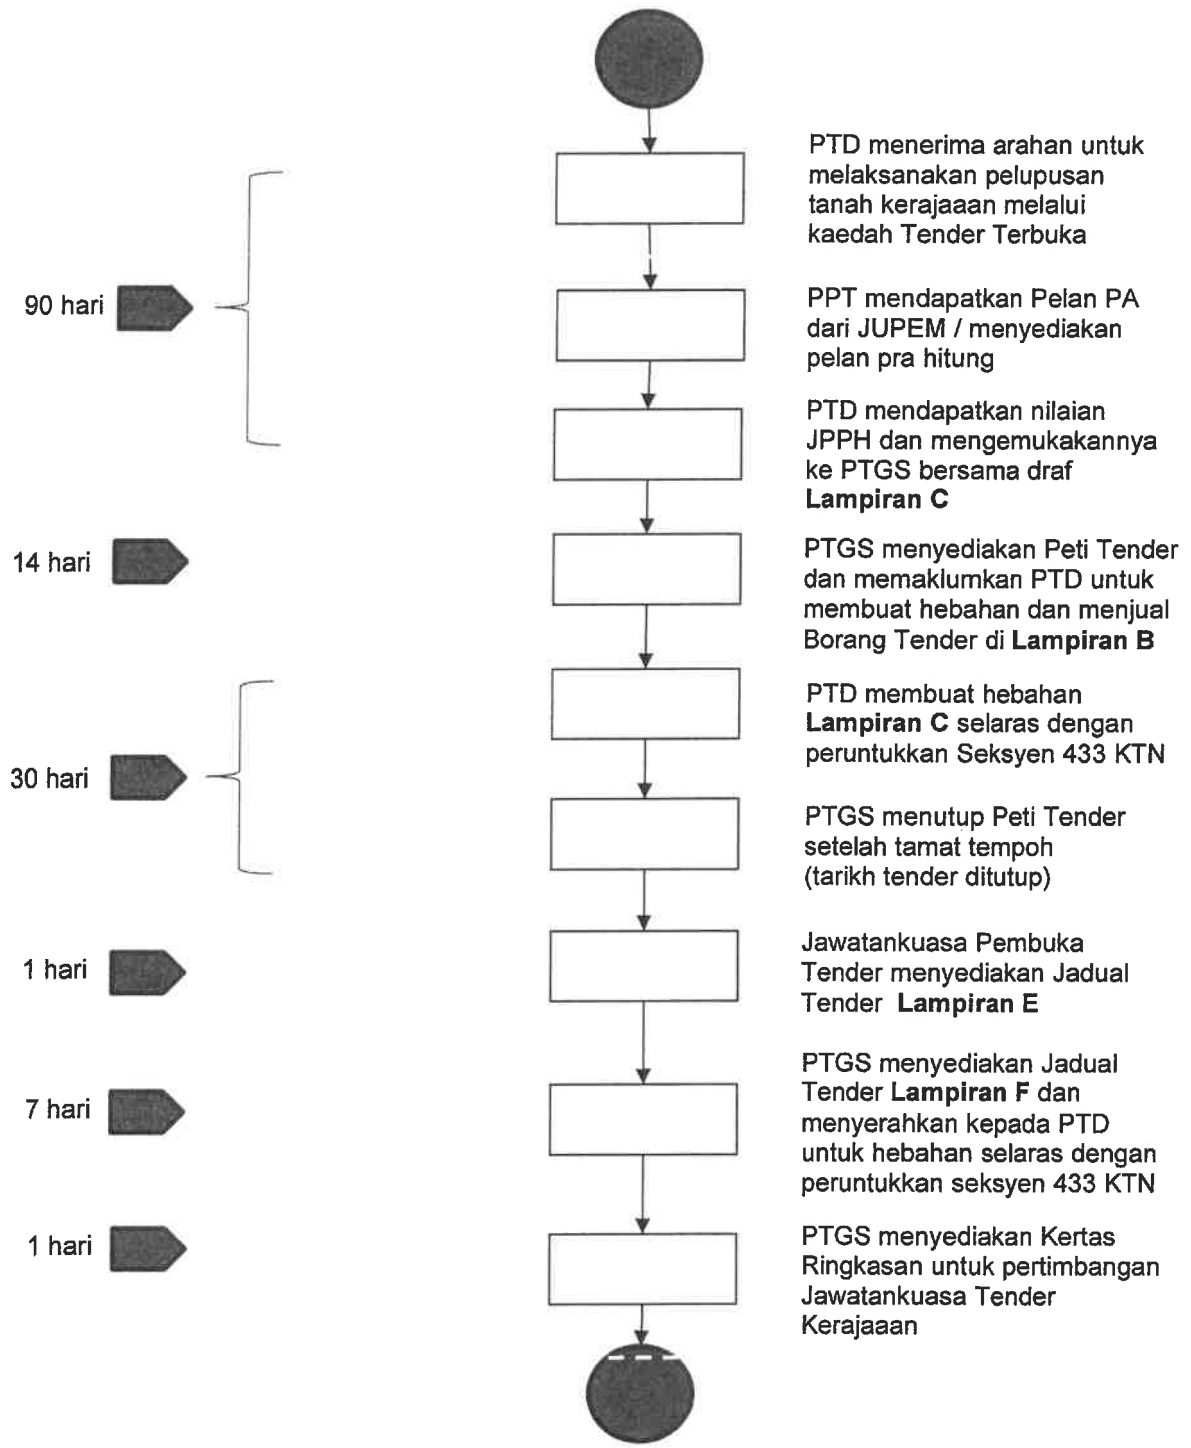 PTD menerima arahan untuk
melaksanakan pelupusan
tanah kerajaaan melalui
kaedah Tender Terbuka
90 hari
PPT mendapatkan Pelan PA
dari JUPEM / menyediakan
pelan pra hitung
PTD mendapatkan nilaian
JPPH dan mengemukakannya
ke PTGS bersama draf
Lampiran C
14 hari
PTGS menyediakan Peti Tender
dan memaklumkan PTD untuk
membuat hebahan dan menjual
Borang Tender di Lampiran B
30 hari
PTD membuat hebahan
Lampiran C selaras dengan
peruntukkan Seksyen 433 KTN
PTGS menutup Peti Tender
setelah tamat tempoh
(tarikh tender ditutup)
1 hari
Jawatankuasa Pembuka
Tender menyediakan Jadual
Tender Lampiran E
7 hari
PTGS menyediakan Jadual
Tender Lampiran F dan
menyerahkan kepada PTD
untuk hebahan selaras dengan
peruntukkan seksyen 433 KTN
1 hari
PTGS menyediakan Kertas
Ringkasan untuk pertimbangan
Jawatankuasa Tender
Kerajaaan